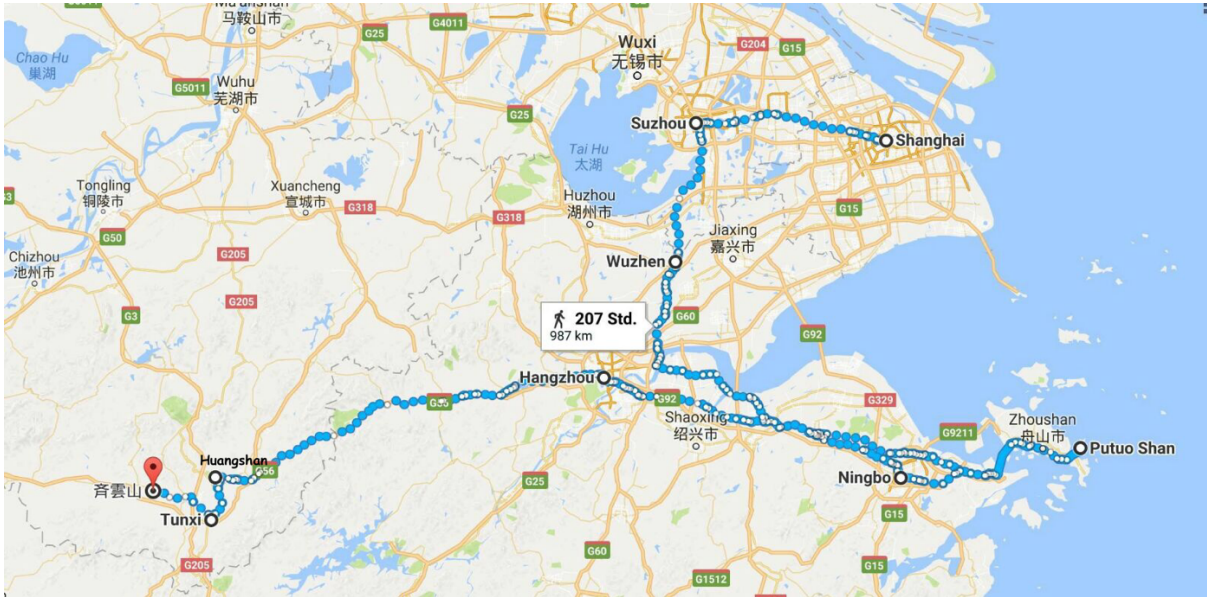 Ma'anshan
马鞍山市
G25
G4011
Wuxi
无锡市
G204
G15
Chao Hu
巢湖
G5011
Wuhu
芜湖市
G25
Suzhou
Shanghai
Tai Hu
太湖
Tongling
铜陵市
Xuancheng
宣城市
Huzhou
湖州市
G3
G318
G318
G15
G50
Jiaxing
嘉兴市
Chizhou
池州市
G205
Wuzhen
G205
G3
207 Std.
987 km
G60
G92
Hangzhou
G56
G92
G329
Shaoxing
绍兴市
Zhoushan
舟山市
G9211
Putuo Shan
Huangshan
G56
斉雲山
G25
Ningbo
Tunxi
G15
G60
G205
G1512
G15